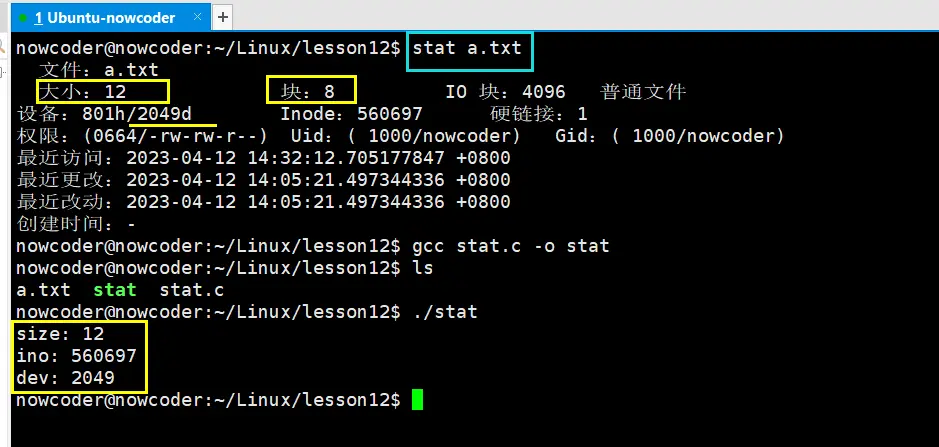 1 Ubuntu-nowcoder × +
nowcoder@nowcoder:~/Linux/lesson12$ stat a.txt
文件：a.txt
大小：12 块：8 IO 块：4096 普通文件
设备：801h/2049d Inode：560697 硬链接：1
权限：(0664/-rw-rw-r--) Uid：( 1000/nowcoder) Gid：( 1000/nowcoder)
最近访问：2023-04-12 14:32:12.705177847 +0800
最近更改：2023-04-12 14:05:21.497344336 +0800
最近改动：2023-04-12 14:05:21.497344336 +0800
创建时间：-
nowcoder@nowcoder:~/Linux/lesson12$ gcc stat.c -o stat
nowcoder@nowcoder:~/Linux/lesson12$ ls
a.txt stat stat.c
nowcoder@nowcoder:~/Linux/lesson12$ ./stat
size: 12
ino: 560697
dev: 2049
nowcoder@nowcoder:~/Linux/lesson12$